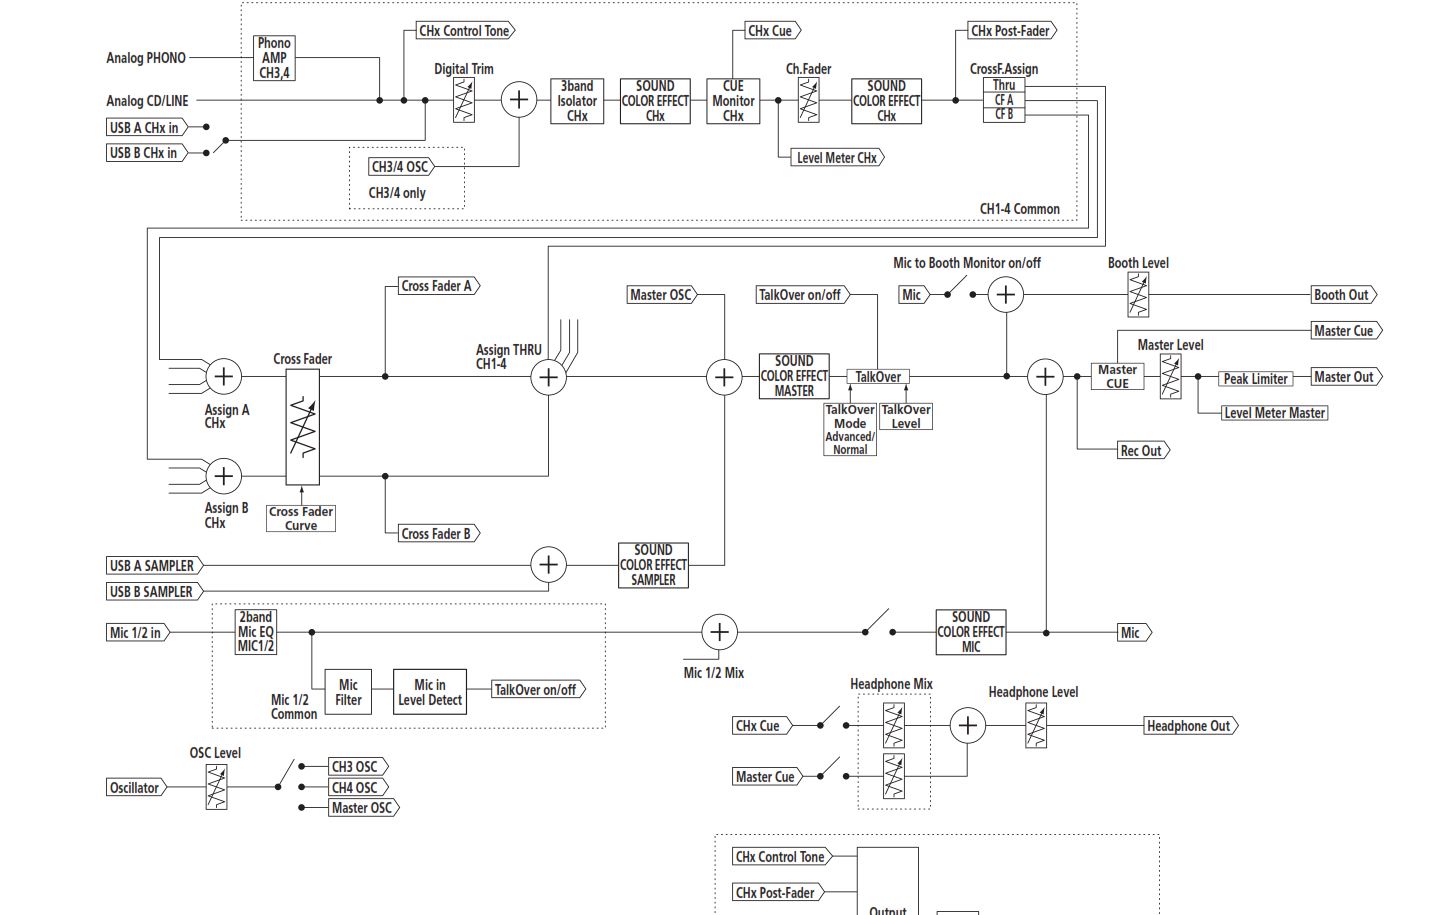 CHx Control Tone
CHx Cue
CHx Post-Fader
Phono
AMP
CH3,4
Analog PHONO
Digital Trim
Ch.Fader
CrossF.Assign
Analog CD/LINE
3band
Isolator
CHx
SOUND
COLOR EFFECT
CHx
CUE
Monitor
CHx
SOUND
COLOR EFFECT
CHx
Thru
CF A
CF B
USB A CHx in
USB B CHx in
CH3/4 OSC
CH3/4 only
Level Meter CHx
CH1-4 Common
Mic to Booth Monitor on/off
Booth Level
Cross Fader A
Master OSC
TalkOver on/off
Mic
Booth Out
Master Cue
Cross Fader
Assign THRU
CH1-4
Master Level
SOUND
COLOR EFFECT
MASTER
TalkOver
Master
CUE
Peak Limiter
Master Out
Assign A
CHx
TalkOver
Mode
Advanced/
Normal
TalkOver
Level
Level Meter Master
Rec Out
Assign B
CHx
Cross Fader
Curve
Cross Fader B
USB A SAMPLER
SOUND
COLOR EFFECT
SAMPLER
USB B SAMPLER
Mic 1/2 in
2band
Mic EQ
MIC1/2
SOUND
COLOR EFFECT
MIC
Mic
Mic 1/2 Mix
Mic 1/2
Common
Mic
Filter
Mic in
Level Detect
TalkOver on/off
Headphone Mix
Headphone Level
CHx Cue
Headphone Out
Master Cue
OSC Level
Oscillator
CH3 OSC
CH4 OSC
Master OSC
CHx Control Tone
CHx Post-Fader
Output